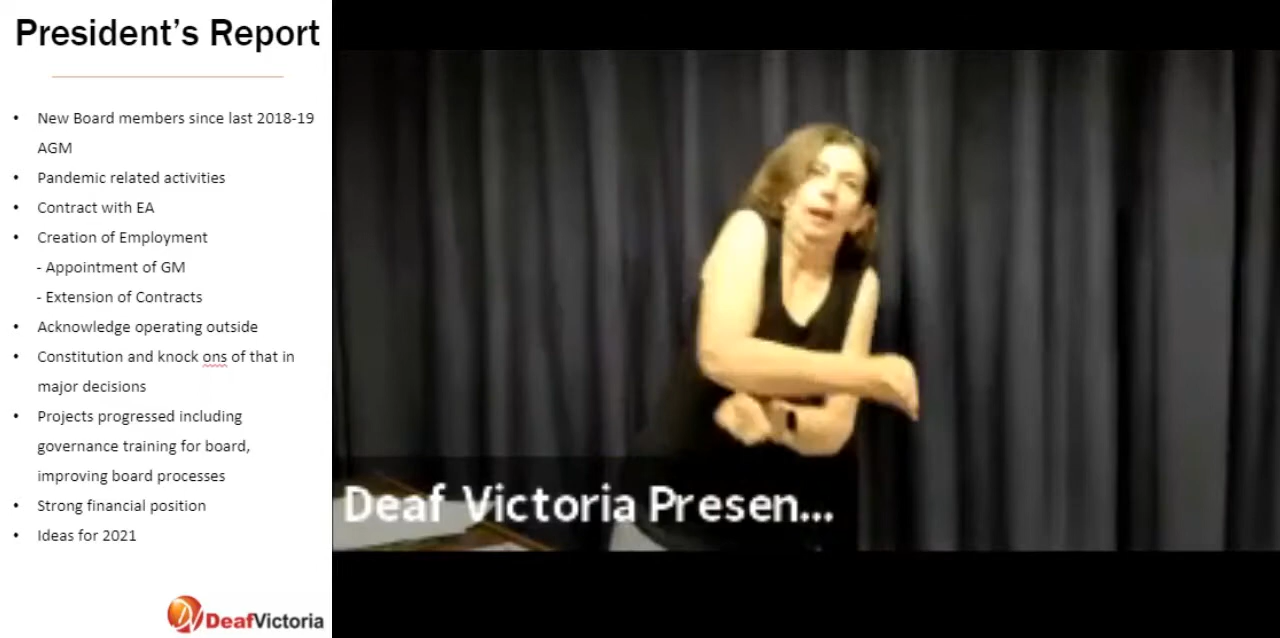 President's Report
• New Board members since last 2018-19
AGM
• Pandemic related activities
• Contract with EA
• Creation of Employment
- Appointment of GM
- Extension of Contracts
• Acknowledge operating outside
• Constitution and knock ons of that in
major decisions
• Projects progressed including
governance training for board,
improving board processes
• Strong financial position
• Ideas for 2021
DeafVictoria
Deaf Victoria Presen...